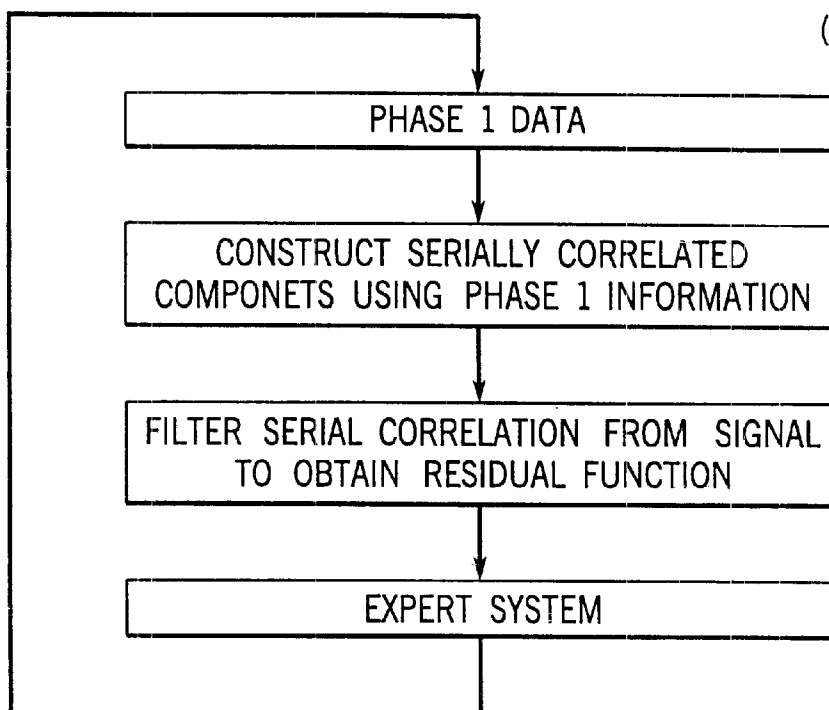 (
PHASE 1 DATA
CONSTRUCT SERIALLY CORRELATED
COMPONETS USING PHASE 1 INFORMATION
FILTER SERIAL CORRELATION FROM SIGNAL
TO OBTAIN RESIDUAL FUNCTION
EXPERT SYSTEM